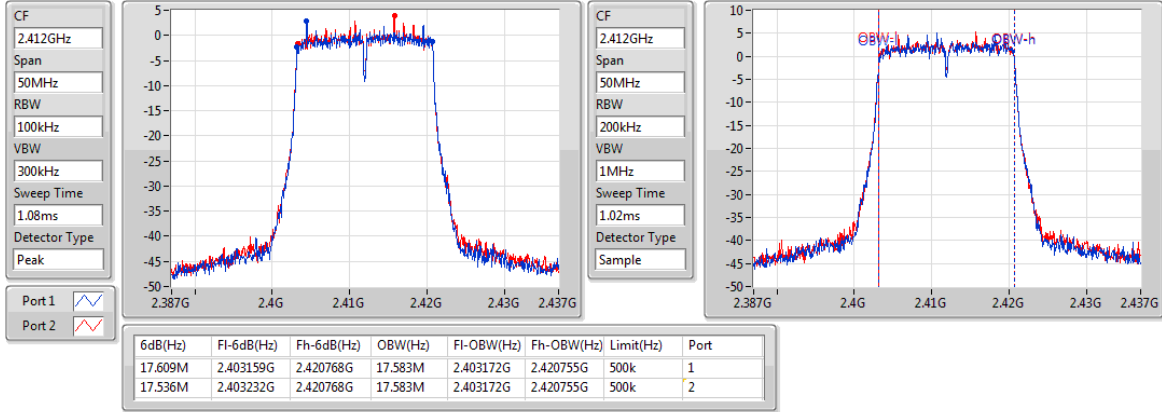 CF
2.412GHz
Span
50MHz
RBW
100kHz
VBW
300kHz
Sweep Time
1.08ms
Detector Type
Peak
Port 1
Port 2
5-
0-
-5-
-10-
-15-
-20-
-25-
-30-
-35-
-40-
-45-
-50-
2.387G 2.4G 2.41G 2.42G 2.43G 2.437G
CF
2.412GHz
Span
50MHz
RBW
200kHz
VBW
1MHz
Sweep Time
1.02ms
Detector Type
Sample
10-
5-
0-
-5-
-10-
-15-
-20-
-25-
-30-
-35-
-40-
-45-
-50-
OBW-l OBW-h
2.387G 2.4G 2.41G 2.42G 2.43G 2.437G
6dB(Hz) Fl-6dB(Hz) Fh-6dB(Hz) OBW(Hz) Fl-OBW(Hz) Fh-OBW(Hz) Limit(Hz) Port
17.609M 2.403159G 2.420768G 17.583M 2.403172G 2.420755G 500k 1
17.536M 2.403232G 2.420768G 17.583M 2.403172G 2.420755G 500k 2